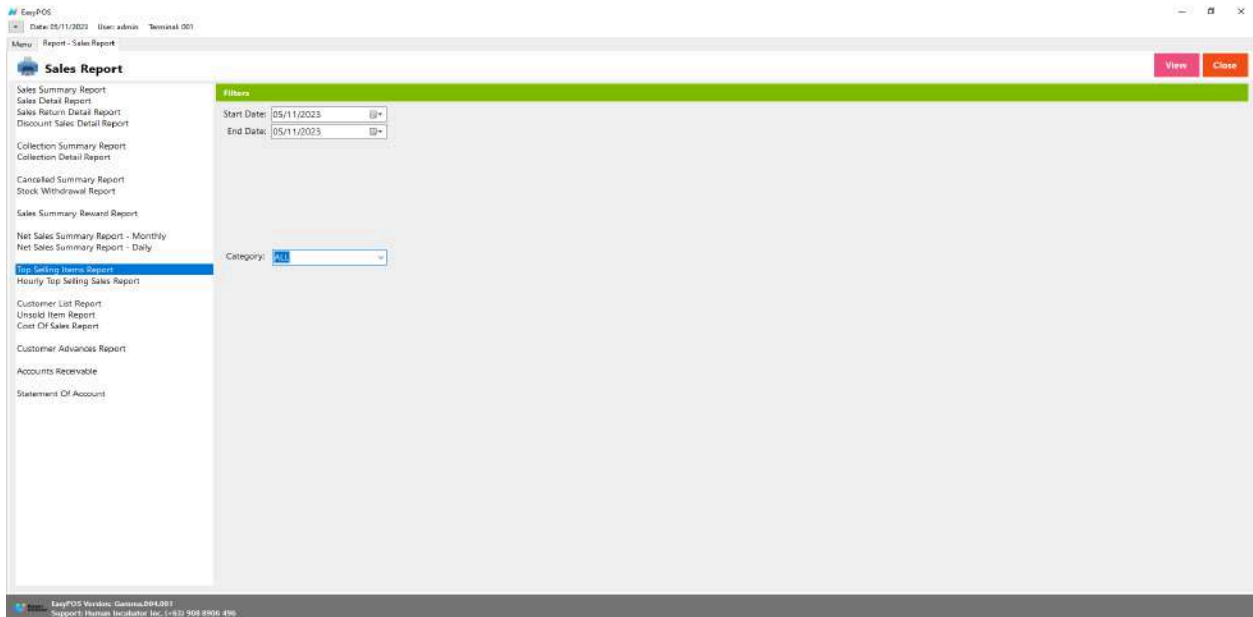 EasyPOS
Date: 05/11/2023 User: admin Terminal: 001
Menu Report - Sales Report
Sales Report
View Close
Sales Summary Report
Sales Detail Report
Sales Return Detail Report
Discount Sales Detail Report
Collection Summary Report
Collection Detail Report
Cancelled Summary Report
Stock Withdrawal Report
Sales Summary Reward Report
Net Sales Summary Report - Monthly
Net Sales Summary Report - Daily
Top Selling Items Report
Hourly Top Selling Sales Report
Customer List Report
Unsold Item Report
Cost Of Sales Report
Customer Advances Report
Accounts Receivable
Statement Of Account
Filters
Start Date: 05/11/2023
End Date: 05/11/2023
Category: ALL
EasyPOS Version: Gamma.004.001
Support: Human Incubator Inc. (+63) 908 8906 496